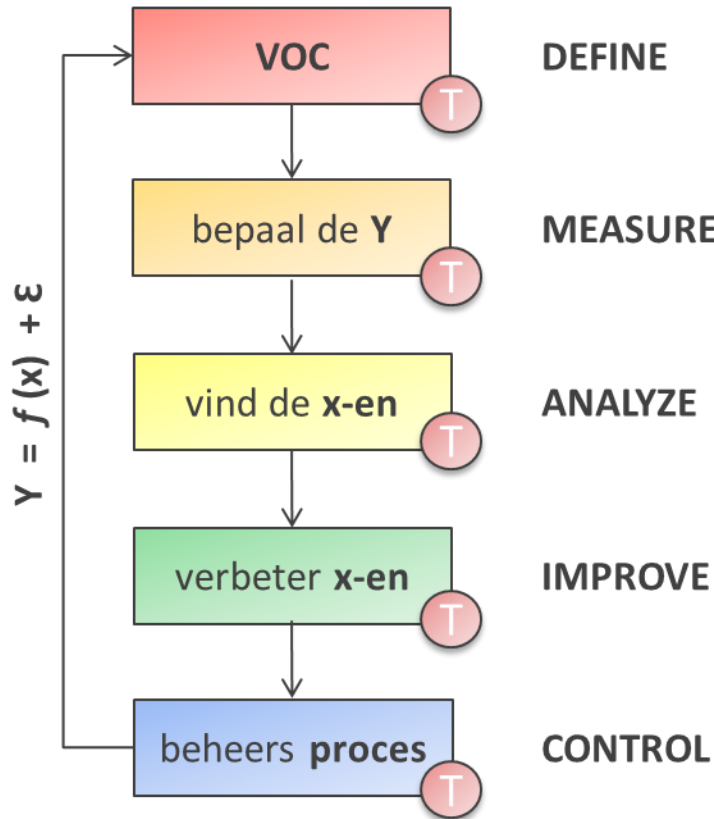 VOC
T
DEFINE
bepaal de Y
T
MEASURE
vind de x-en
T
ANALYZE
verbeter x-en
T
IMPROVE
beheers proces
T
CONTROL
Y = f (x) + ε